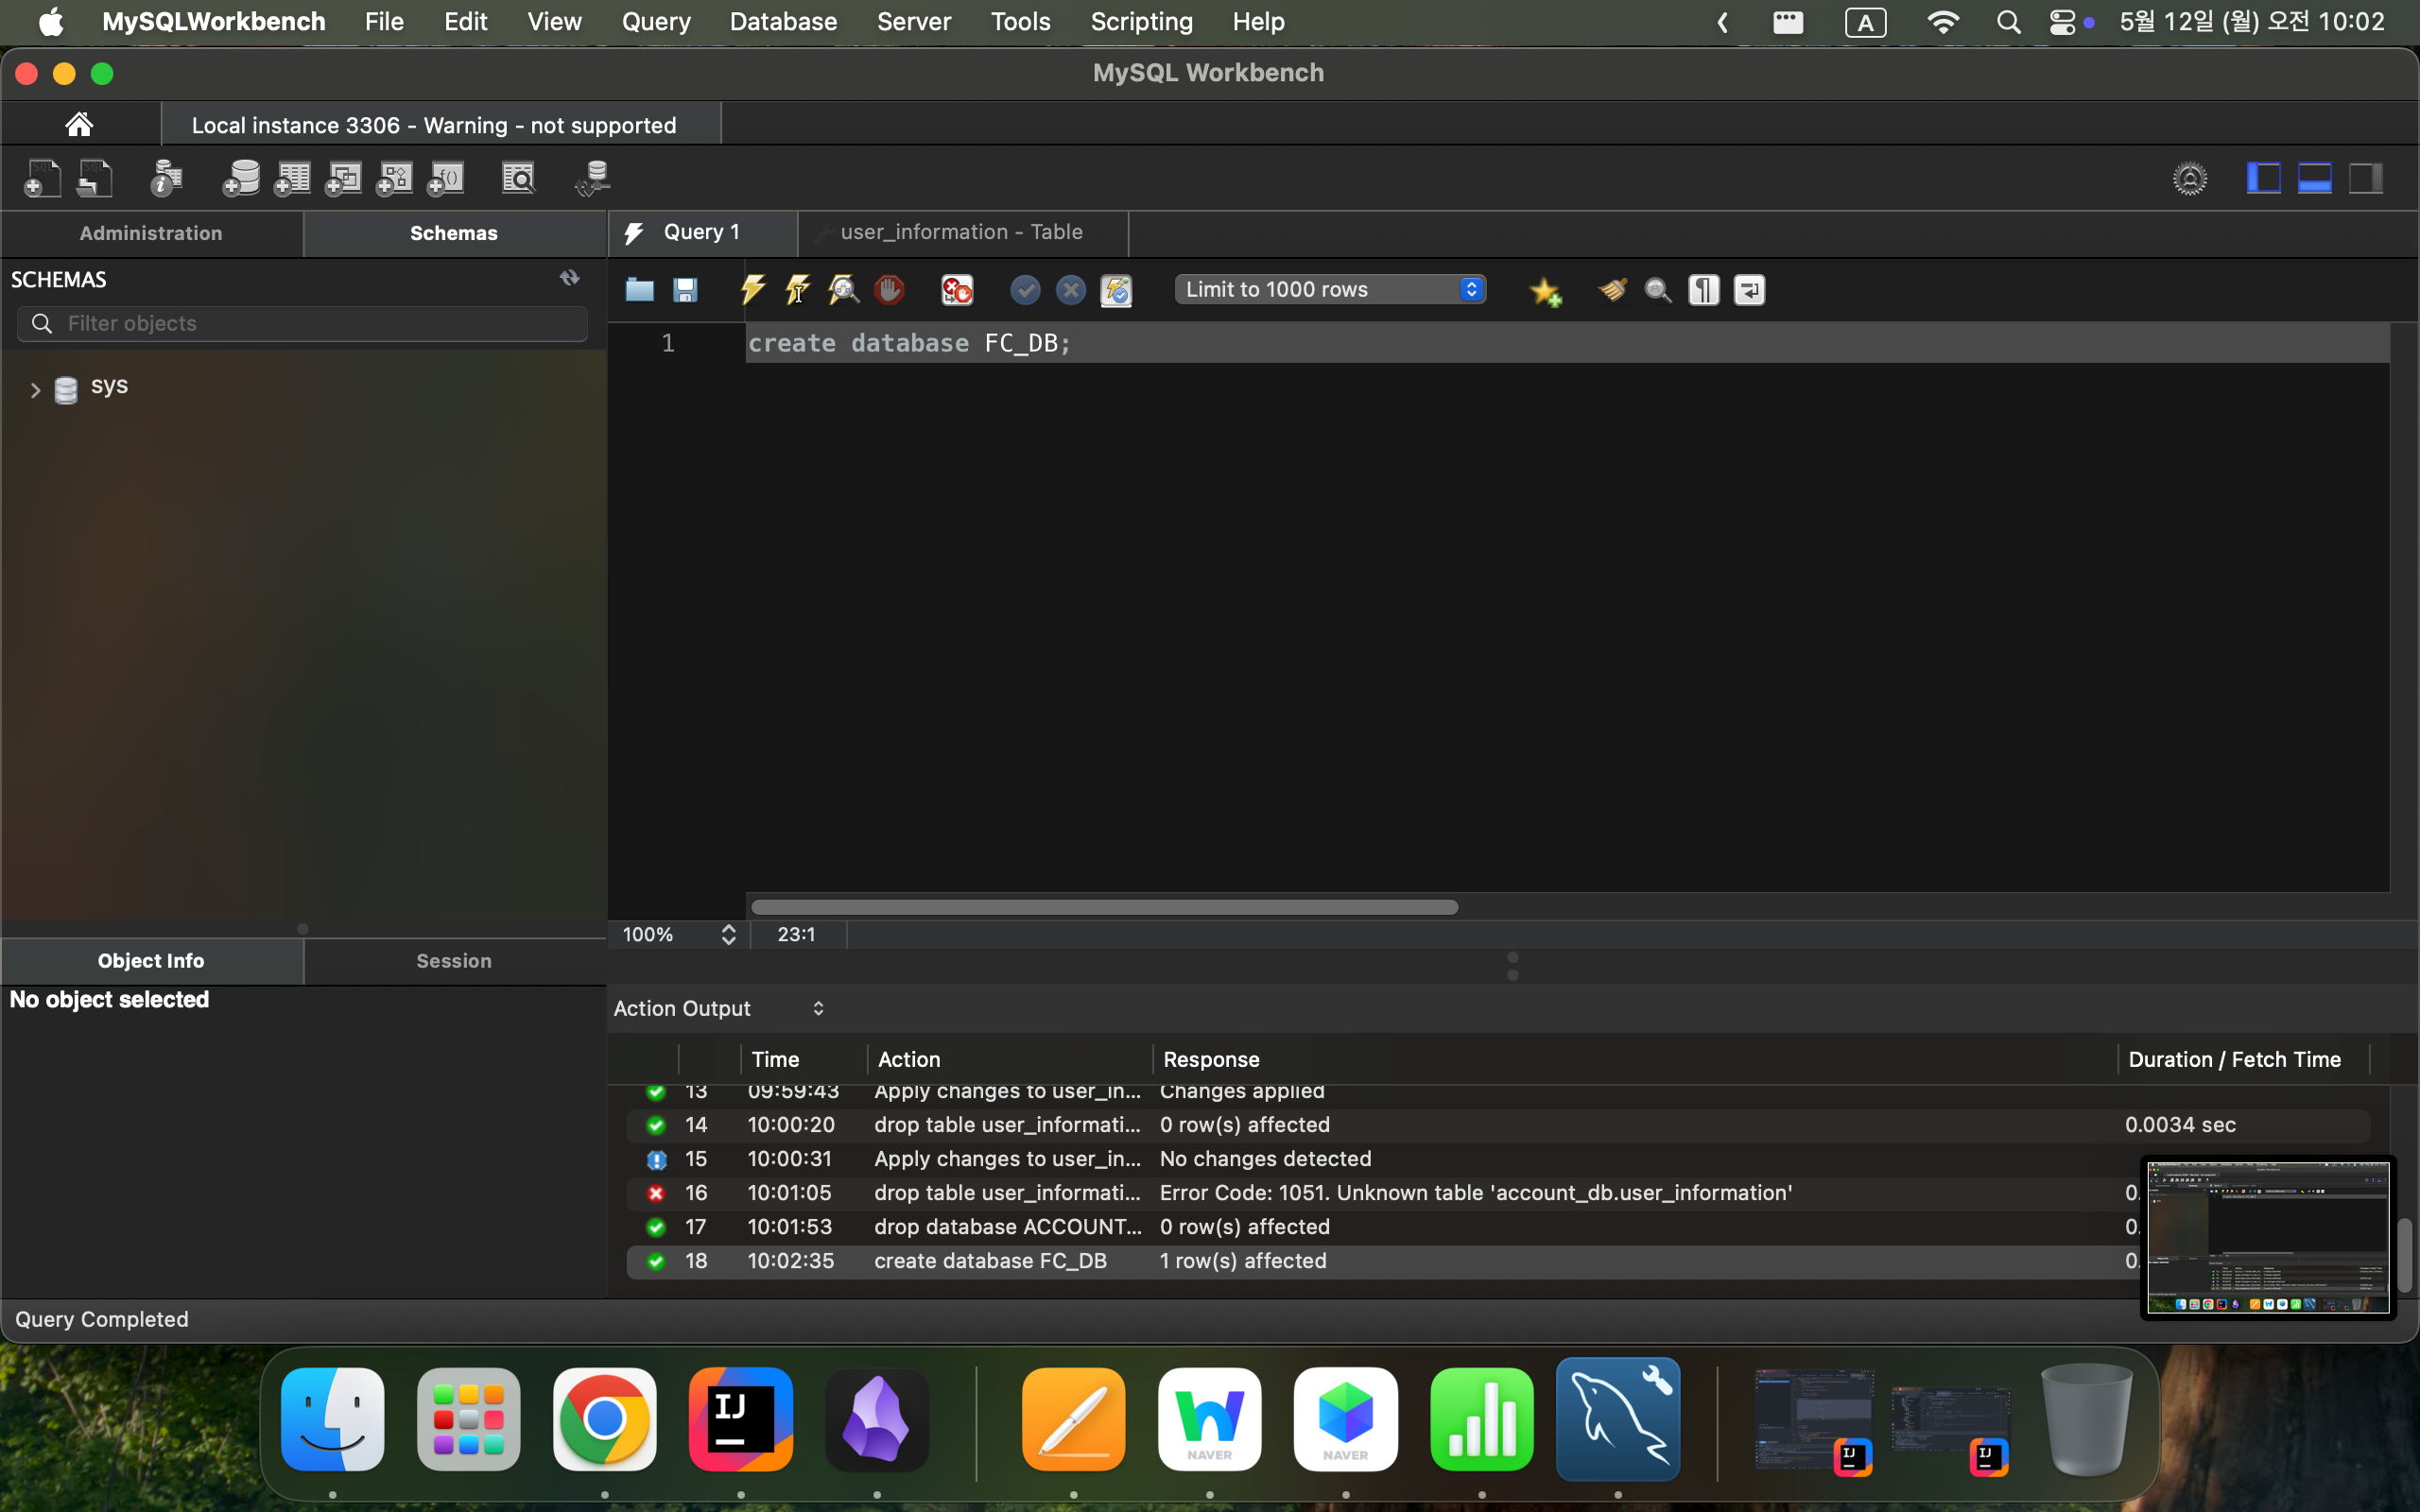 MySQLWorkbench File Edit View Query Database Server Tools Scripting Help A 5월 12일 (월) 오전 10:02
MySQL Workbench
Local instance 3306 - Warning - not supported
Administration Schemas
Query 1 user_information - Table
SCHEMAS
Limit to 1000 rows
Filter objects
1 create database FC_DB;
sys
100% 23:1
Object Info Session
No object selected
Action Output
Time Action Response Duration / Fetch Time
13 09:59:43 Apply changes to user_in... Changes applied
14 10:00:20 drop table user_informati... 0 row(s) affected 0.0034 sec
15 10:00:31 Apply changes to user_in... No changes detected
16 10:01:05 drop table user_informati... Error Code: 1051. Unknown table 'account_db.user_information' 0.
17 10:01:53 drop database ACCOUNT... 0 row(s) affected 0.
18 10:02:35 create database FC_DB 1 row(s) affected 0.
Query Completed
IJ
NAVER
NAVER
IJ
IJ